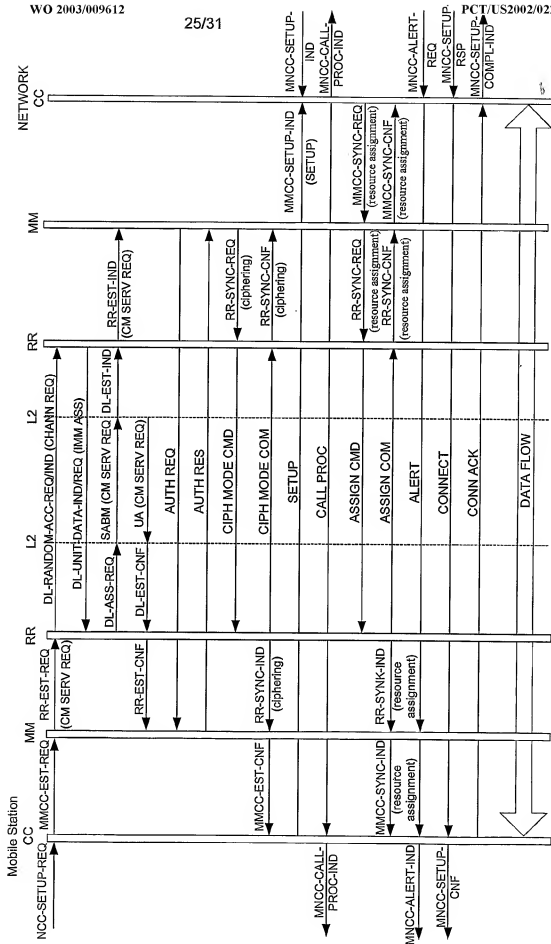 WO 2003/009612
PCT/US2002/02
25/31
Mobile Station
NETWORK
CC
MM
RR
L2
L2
RR
MM
CC
NCC-SETUP-REQ
MMCC-EST-REQ
RR-EST-REQ
(CM SERV REQ)
DL-RANDOM-ACC-REQ/IND (CHANN REQ)
DL-UNIT-DATA-IND/REQ (IMM ASS)
DL-ASS-REQ
SABM (CM SERV REQ)
DL-EST-IND
RR-EST-IND
(CM SERV REQ)
RR-EST-CNF
DL-EST-CNF
UA (CM SERV REQ)
AUTH REQ
AUTH RES
CIPH MODE CMD
RR-SYNC-REQ
(ciphering)
MMCC-EST-CNF
RR-SYNC-IND
(ciphering)
CIPH MODE COM
RR-SYNC-CNF
(ciphering)
SETUP
MMCC-SETUP-IND
(SETUP)
MNCC-SETUP-
IND
MNCC-CALL-
PROC-IND
CALL PROC
MNCC-CALL-
PROC-IND
ASSIGN CMD
RR-SYNC-REQ
(resource assignment)
MMCC-SYNC-REQ
(resource assignment)
MMCC-SYNC-IND
(resource
assignment)
RR-SYNK-IND
(resource
assignment)
ASSIGN COM
RR-SYNC-CNF
(resource assignment)
MMCC-SYNC-CNF
(resource assignment)
MNCC-ALERT-IND
ALERT
MNCC-ALERT-
REQ
MNCC-SETUP-
CNF
CONNECT
MNCC-SETUP-
RSP
CONN ACK
MNCC-SETUP-
COMPL-IND
DATA FLOW